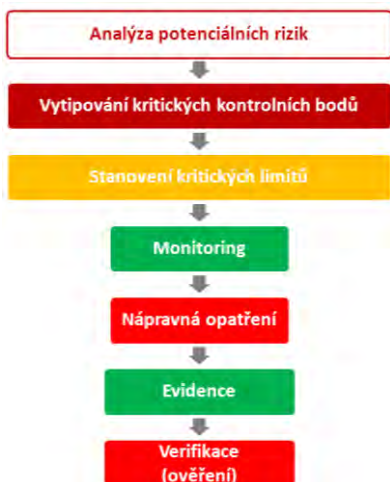 Analýza potenciálních rizik
Vytipování kritických kontrolních bodů
Stanovení kritických limitů
Monitoring
Nápravná opatření
Evidence
Verifikace
(ověření)